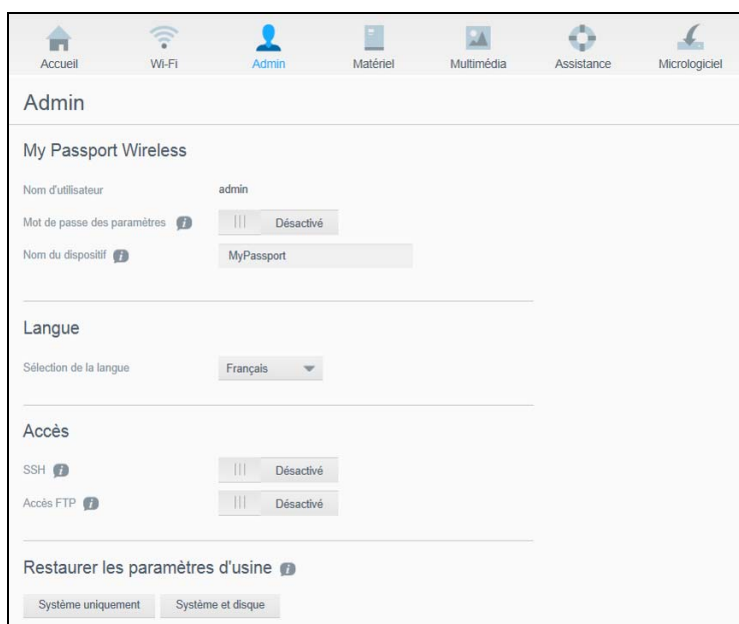 Accueil Wi-Fi Admin Matériel Multimédia Assistance Micrologiciel
Admin
My Passport Wireless
Nom d'utilisateur admin
Mot de passe des paramètres i Désactivé
Nom du dispositif i MyPassport
Langue
Sélection de la langue Français
Accès
SSH i Désactivé
Accès FTP i Désactivé
Restaurer les paramètres d'usine i
Système uniquement Système et disque